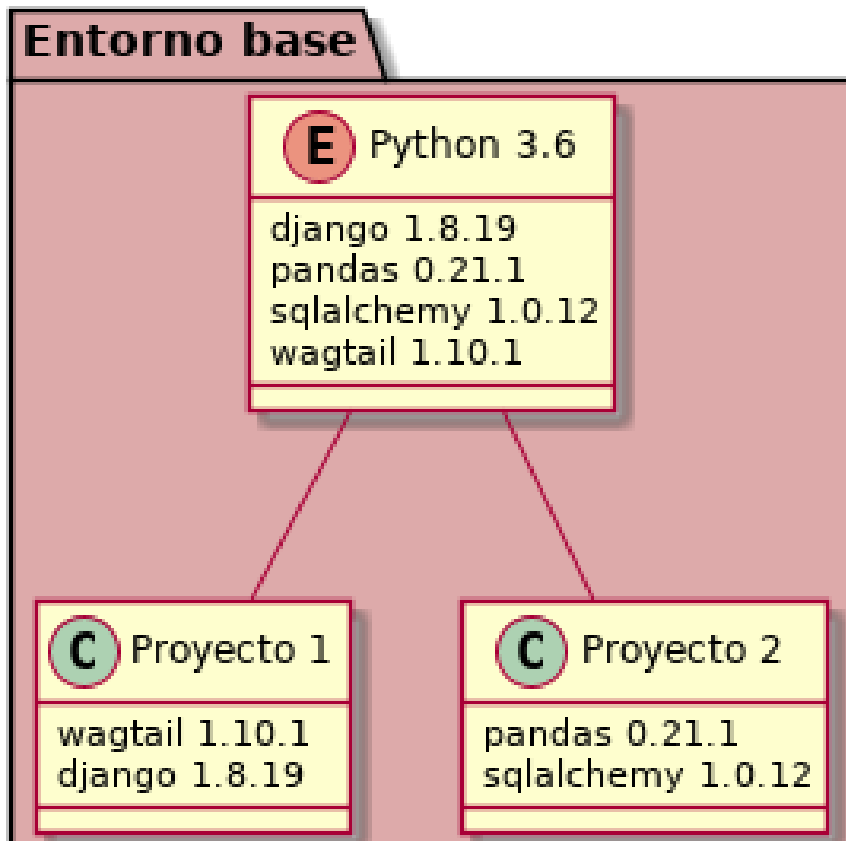 Entorno base
E Python 3.6
django 1.8.19
pandas 0.21.1
sqlalchemy 1.0.12
wagtail 1.10.1
C Proyecto 1
wagtail 1.10.1
django 1.8.19
C Proyecto 2
pandas 0.21.1
sqlalchemy 1.0.12